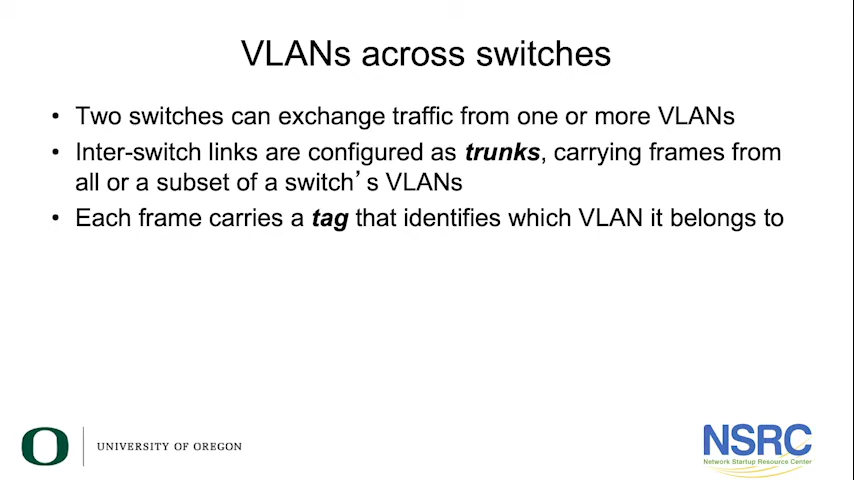 VLANs across switches
• Two switches can exchange traffic from one or more VLANs
• Inter-switch links are configured as trunks, carrying frames from
all or a subset of a switch’s VLANs
• Each frame carries a tag that identifies which VLAN it belongs to
O
UNIVERSITY OF OREGON
NSRC
Network Startup Resource Center